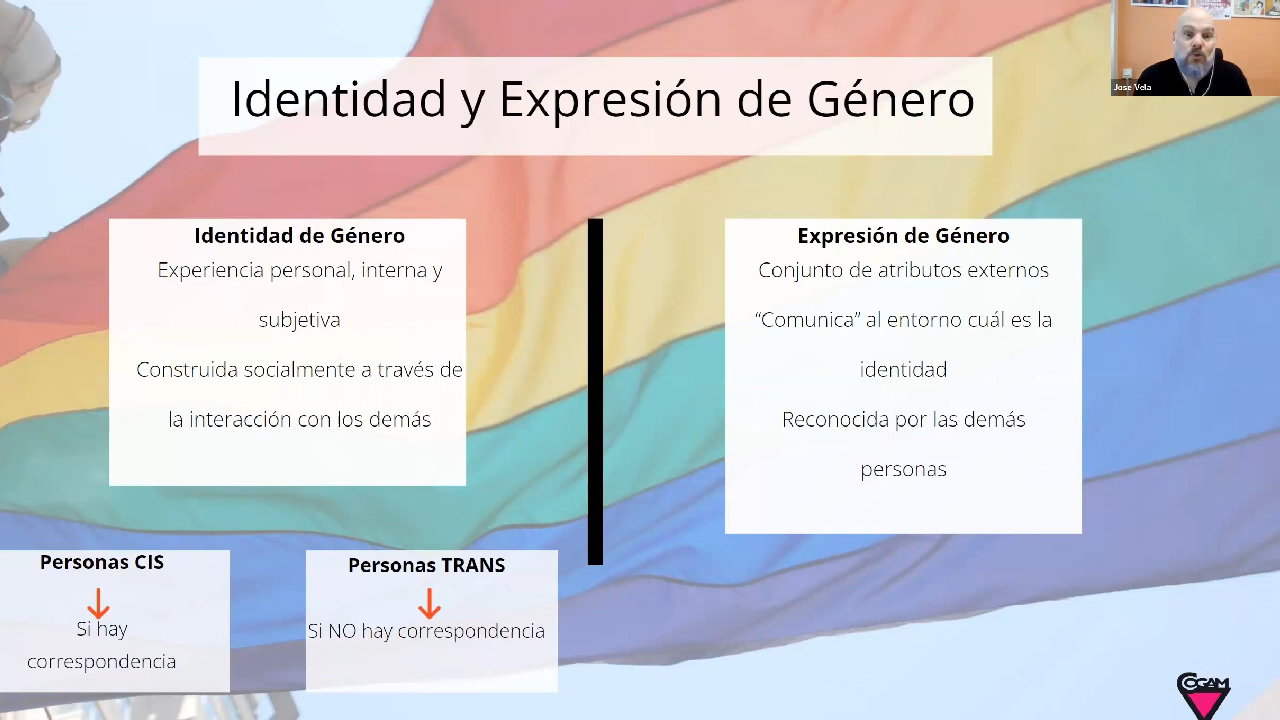 Identidad y Expresión de Género
Jose Vela
Identidad de Género
Experiencia personal, interna y
subjetiva
Construida socialmente a través de
la interacción con los demás
Expresión de Género
Conjunto de atributos externos
“Comunica” al entorno cuál es la
identidad
Reconocida por las demás
personas
Personas CIS
Si hay
correspondencia
Personas TRANS
Si NO hay correspondencia
COGAM